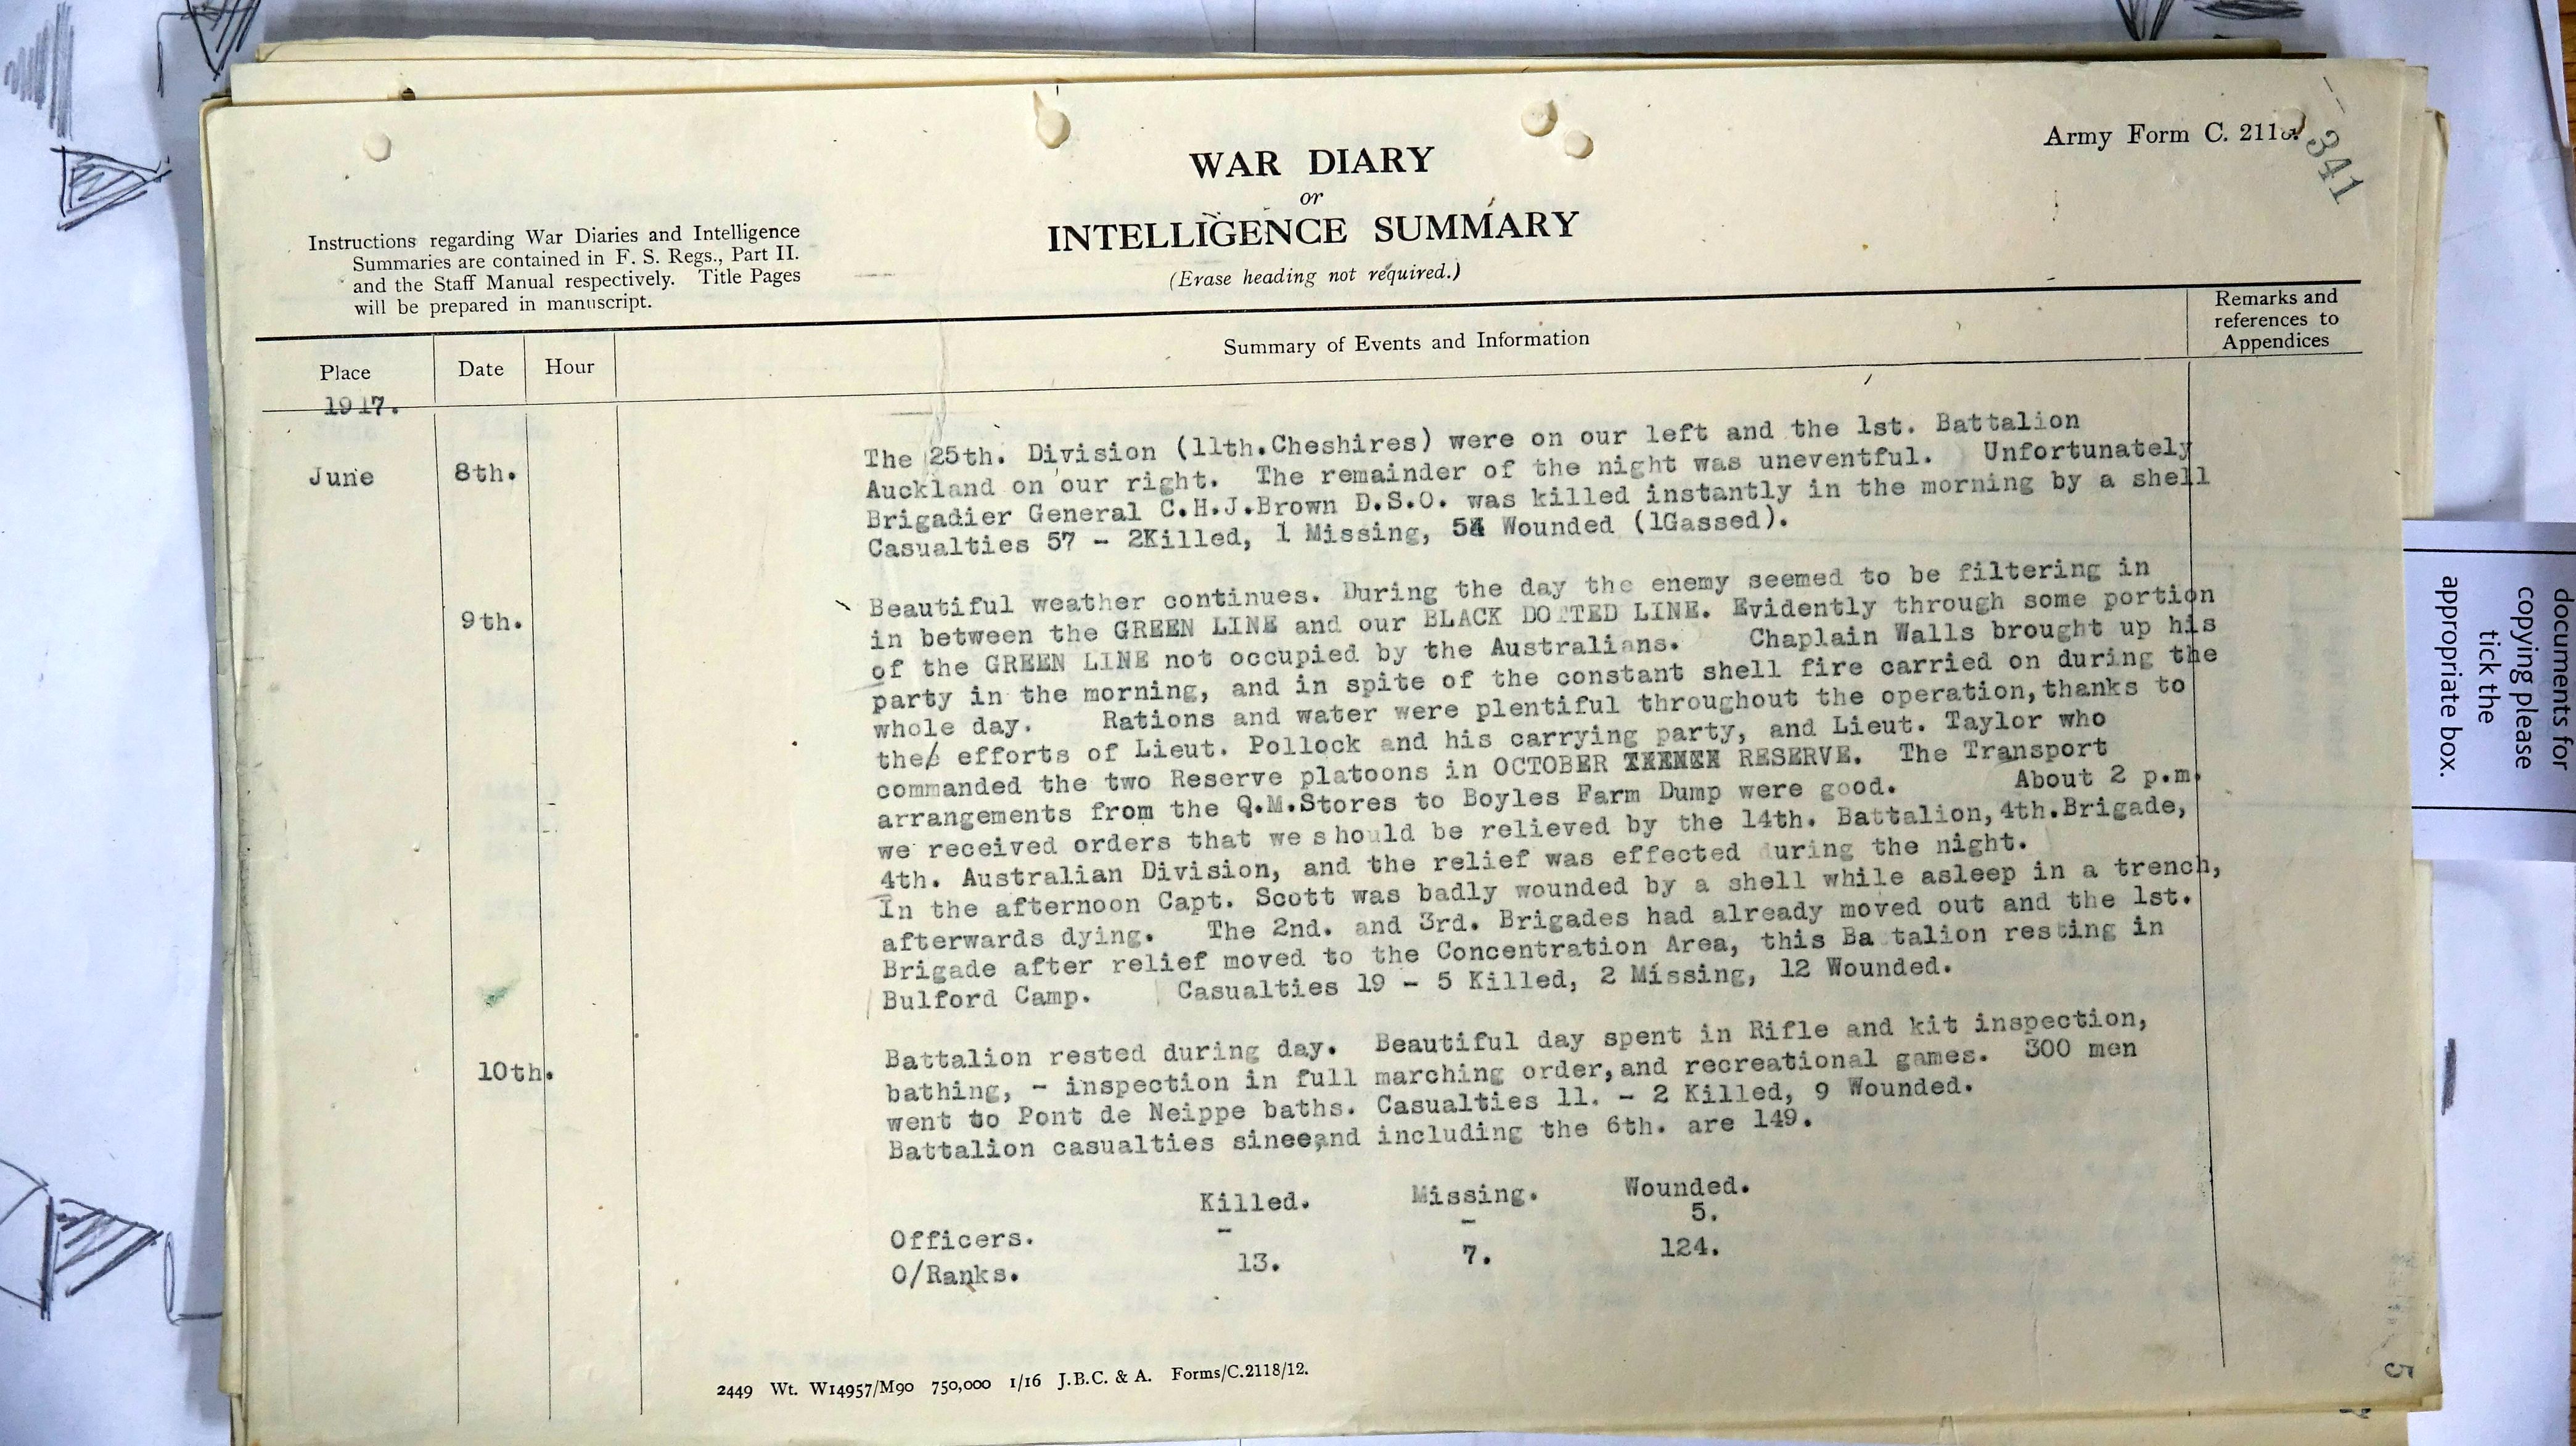 Army Form C. 2118.
341
WAR DIARY
or
INTELLIGENCE SUMMARY
(Erase heading not required.)
Instructions regarding War Diaries and Intelligence
Summaries are contained in F. S. Regs., Part II.
and the Staff Manual respectively. Title Pages
will be prepared in manuscript.
Place
Date
Hour
Summary of Events and Information
Remarks and
references to
Appendices
1917.
June 8th.
The 25th. Division (11th.Cheshires) were on our left and the 1st. Battalion
Auckland on our right. The remainder of the night was uneventful. Unfortunately
Brigadier General C.H.J.Brown D.S.O. was killed instantly in the morning by a shell
Casualties 57 - 2Killed, 1 Missing, 54 Wounded (1Gassed).
9th.
Beautiful weather continues. During the day the enemy seemed to be filtering in
in between the GREEN LINE and our BLACK DOTTED LINE. Evidently through some portion
of the GREEN LINE not occupied by the Australians. Chaplain Walls brought up his
party in the morning, and in spite of the constant shell fire carried on during the
whole day. Rations and water were plentiful throughout the operation,thanks to
the efforts of Lieut. Pollock and his carrying party, and Lieut. Taylor who
commanded the two Reserve platoons in OCTOBER RESERVE. The Transport
arrangements from the Q.M.Stores to Boyles Farm Dump were good. About 2 p.m.
we received orders that we should be relieved by the 14th. Battalion,4th.Brigade,
4th. Australian Division, and the relief was effected during the night.
In the afternoon Capt. Scott was badly wounded by a shell while asleep in a trench,
afterwards dying. The 2nd. and 3rd. Brigades had already moved out and the 1st.
Brigade after relief moved to the Concentration Area, this Ba talion resting in
Bulford Camp. Casualties 19 - 5 Killed, 2 Missing, 12 Wounded.
10th.
Battalion rested during day. Beautiful day spent in Rifle and kit inspection,
bathing, - inspection in full marching order,and recreational games. 300 men
went to Pont de Neippe baths. Casualties 11. - 2 Killed, 9 Wounded.
Battalion casualties since,and including the 6th. are 149.
Killed. Missing. Wounded.
Officers. - - 5.
O/Ranks. 13. 7. 124.
2449 Wt. W14957/M90 750,000 1/16 J.B.C. & A. Forms/C.2118/12.
5
documents for
copying please
tick the
appropriate box.